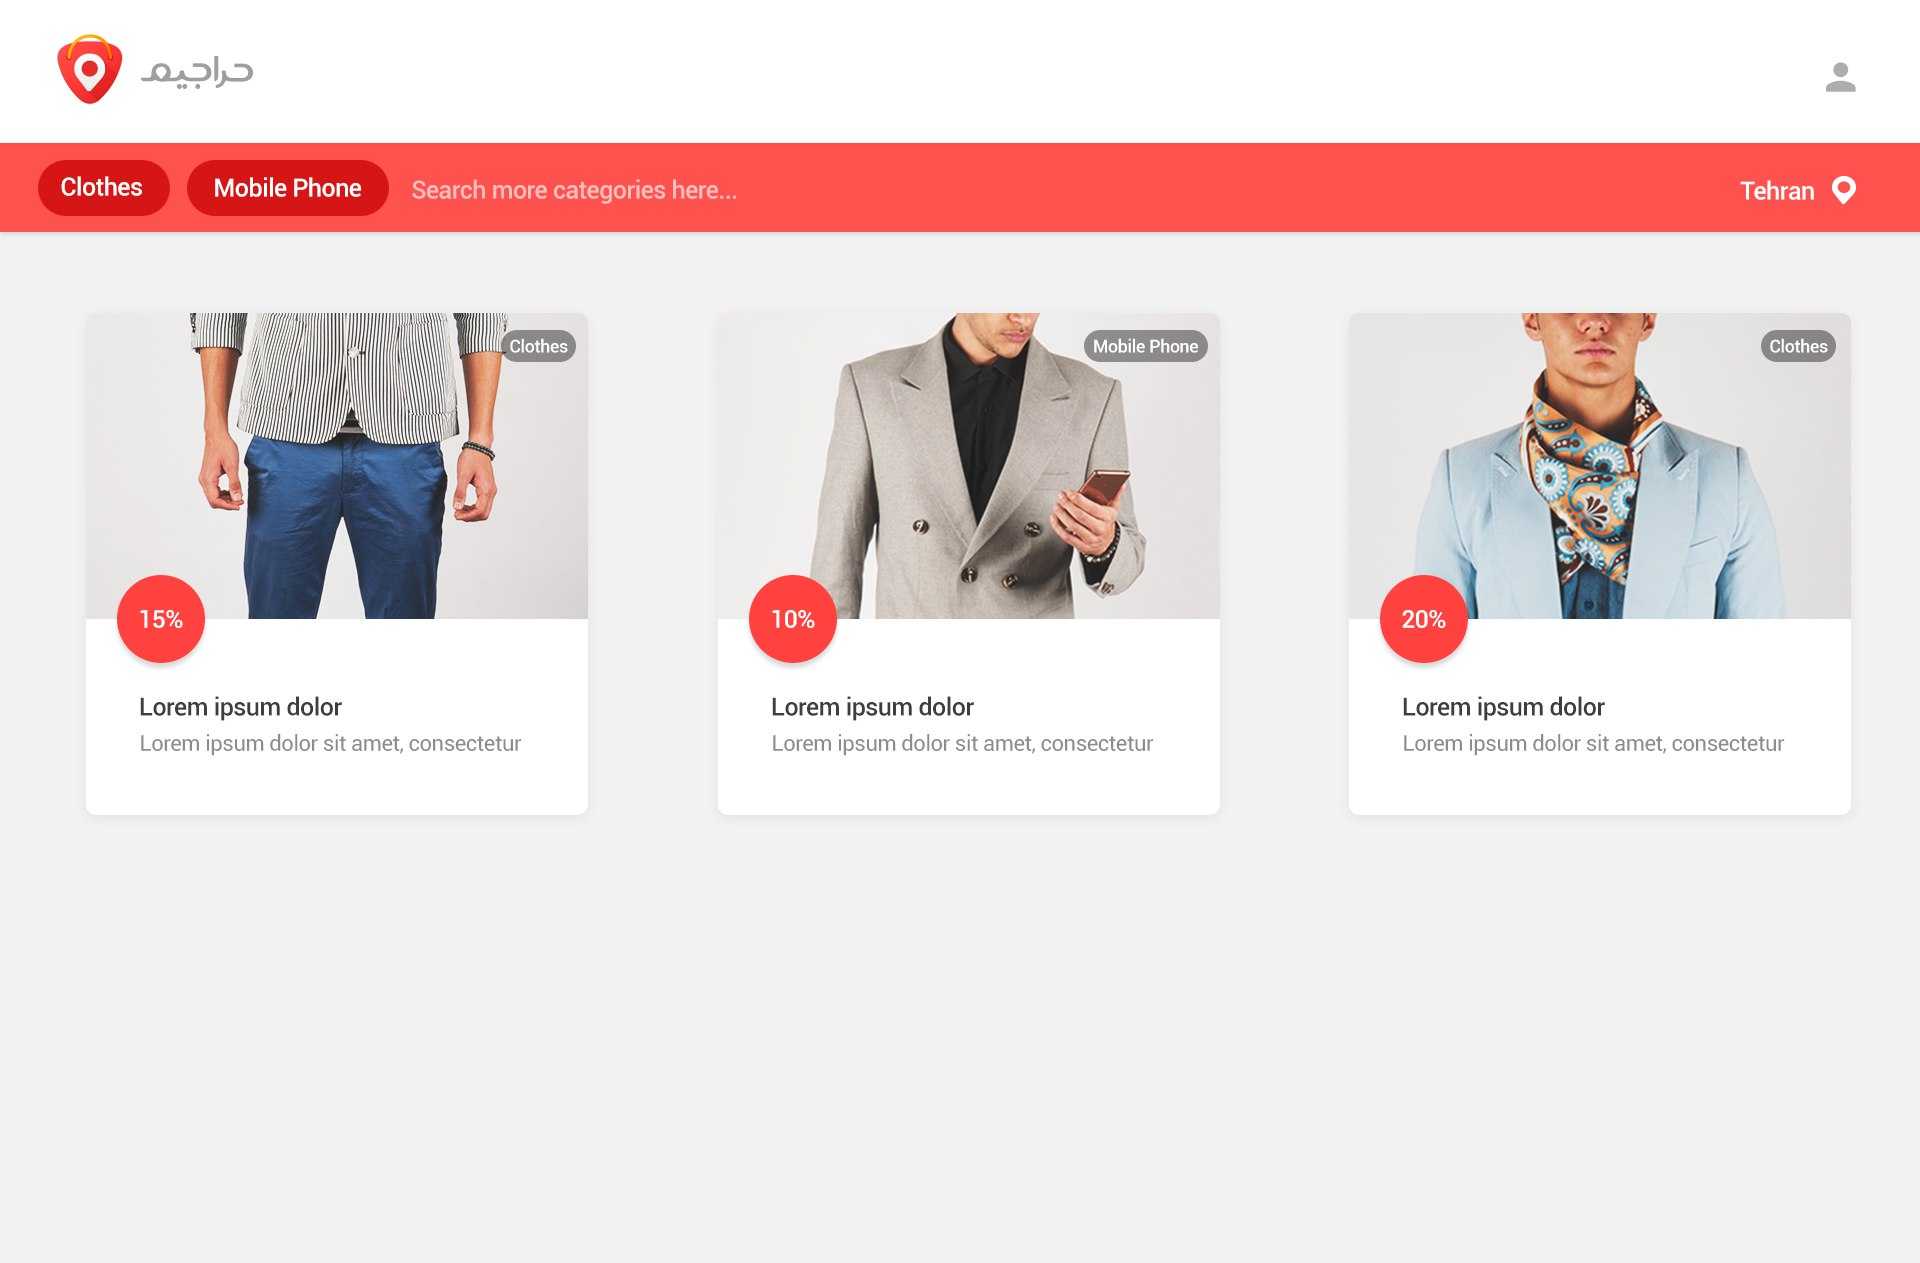 حراجیم
Clothes
Mobile Phone
Search more categories here...
Tehran
Clothes
15%
Lorem ipsum dolor
Lorem ipsum dolor sit amet, consectetur
Mobile Phone
10%
Lorem ipsum dolor
Lorem ipsum dolor sit amet, consectetur
Clothes
20%
Lorem ipsum dolor
Lorem ipsum dolor sit amet, consectetur